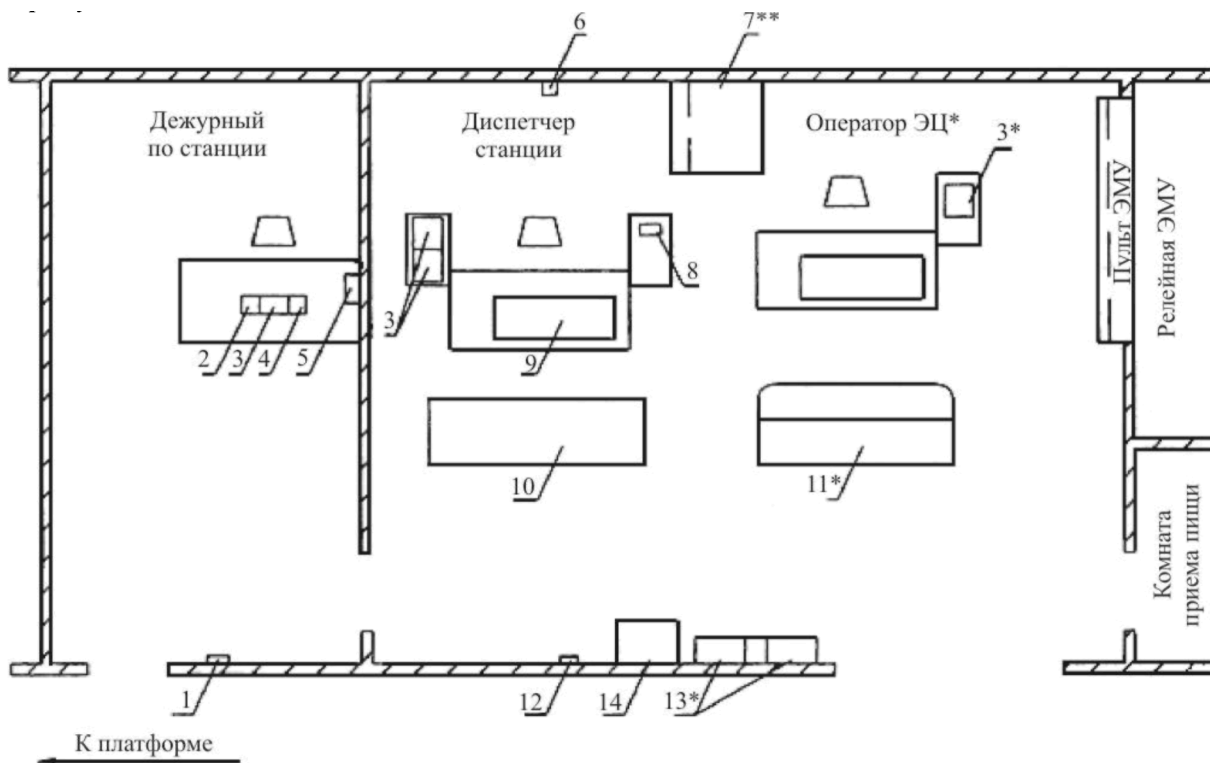 6
7**
Дежурный
по станции
Диспетчер
станции
Оператор ЭЦ*
3*
Пульт ЭМУ
Релейная ЭМУ
8
2
3
4
5
3
9
10
11*
Комната
приема пищи
1
12
14
13*
К платформе